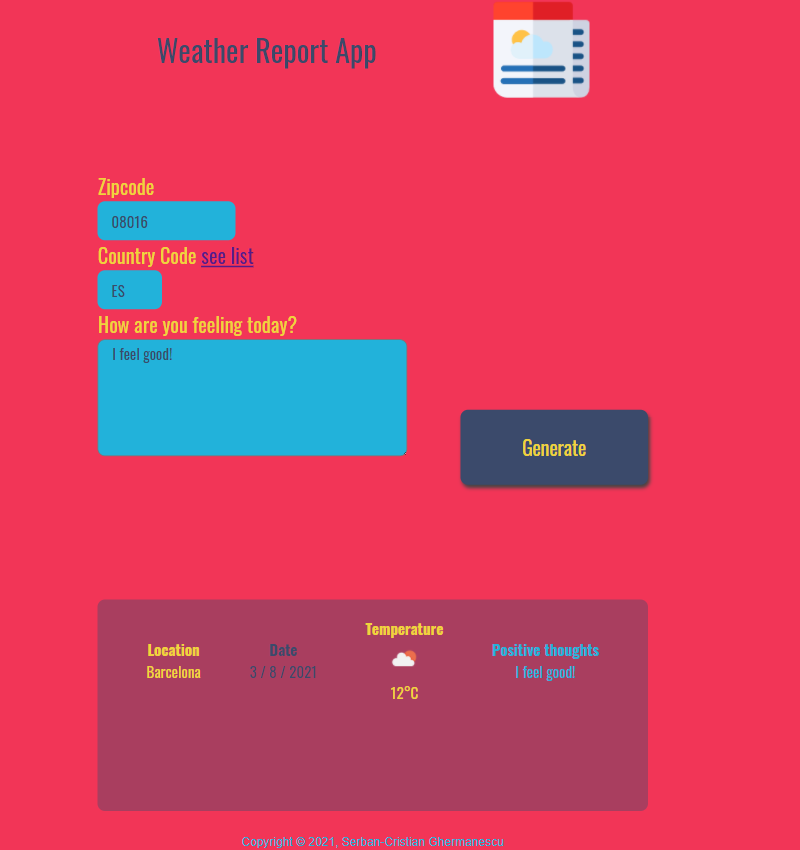 Weather Report App
Zipcode
08016
Country Code see list
ES
How are you feeling today?
I feel good!
Generate
Location
Barcelona
Date
3 / 8 / 2021
Temperature
12°C
Positive thoughts
I feel good!
Copyright © 2021, Serban-Cristian Ghermanescu